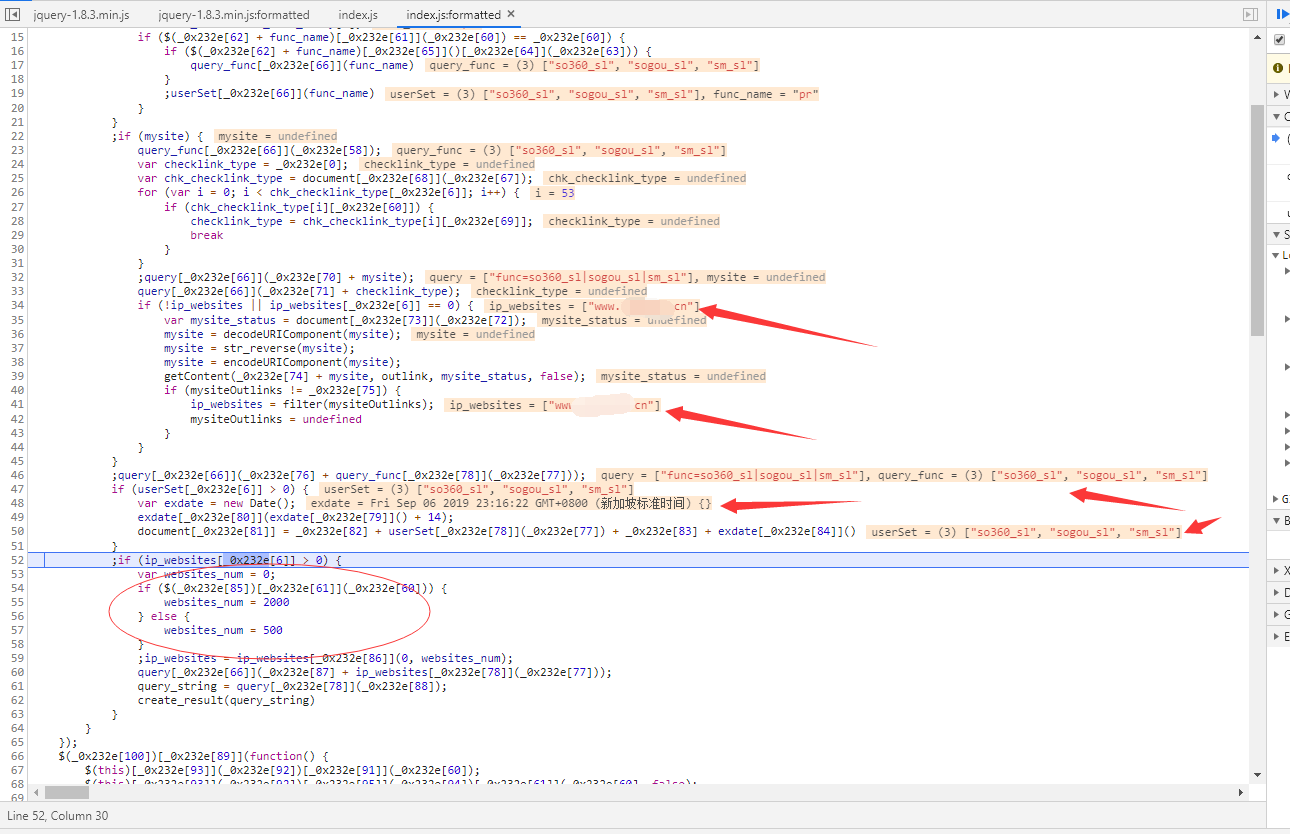 jquery-1.8.3.min.js jquery-1.8.3.min.js:formatted index.js index.js:formatted ×
15 if ($(_0x232e[62] + func_name)[_0x232e[61]](_0x232e[60]) == _0x232e[60]) {
16 if ($(_0x232e[62] + func_name)[_0x232e[65]]()[_0x232e[64]](_0x232e[63])) {
17 query_func[_0x232e[66]](func_name) query_func = (3) ["so360_sl", "sogou_sl", "sm_sl"]
18 }
19 ;userSet[_0x232e[66]](func_name) userSet = (3) ["so360_sl", "sogou_sl", "sm_sl"], func_name = "pr"
20 }
21 }
22 ;if (mysite) { mysite = undefined
23 query_func[_0x232e[66]](_0x232e[58]); query_func = (3) ["so360_sl", "sogou_sl", "sm_sl"]
24 var checklink_type = _0x232e[0]; checklink_type = undefined
25 var chk_checklink_type = document[_0x232e[68]](_0x232e[67]); chk_checklink_type = undefined
26 for (var i = 0; i < chk_checklink_type[_0x232e[6]]; i++) { i = 53
27 if (chk_checklink_type[i][_0x232e[60]]) {
28 checklink_type = chk_checklink_type[i][_0x232e[69]]; checklink_type = undefined
29 break
30 }
31 }
32 ;query[_0x232e[66]](_0x232e[70] + mysite); query = ["func=so360_sl|sogou_sl|sm_sl"], mysite = undefined
33 query[_0x232e[66]](_0x232e[71] + checklink_type); checklink_type = undefined
34 if (!ip_websites || ip_websites[_0x232e[6]] == 0) { ip_websites = ["www. cn"]
35 var mysite_status = document[_0x232e[73]](_0x232e[72]); mysite_status = undefined
36 mysite = decodeURIComponent(mysite); mysite = undefined
37 mysite = str_reverse(mysite);
38 mysite = encodeURIComponent(mysite);
39 getContent(_0x232e[74] + mysite, outlink, mysite_status, false); mysite_status = undefined
40 if (mysiteOutlinks != _0x232e[75]) {
41 ip_websites = filter(mysiteOutlinks); ip_websites = ["ww cn"]
42 mysiteOutlinks = undefined
43 }
44 }
45 }
46 ;query[_0x232e[66]](_0x232e[76] + query_func[_0x232e[78]](_0x232e[77])); query = ["func=so360_sl|sogou_sl|sm_sl"], query_func = (3) ["so360_sl", "sogou_sl", "sm_sl"]
47 if (userSet[_0x232e[6]] > 0) { userSet = (3) ["so360_sl", "sogou_sl", "sm_sl"]
48 var exdate = new Date(); exdate = Fri Sep 06 2019 23:16:22 GMT+0800 (新加坡标准时间) {}
49 exdate[_0x232e[80]](exdate[_0x232e[79]]() + 14);
50 document[_0x232e[81]] = _0x232e[82] + userSet[_0x232e[78]](_0x232e[77]) + _0x232e[83] + exdate[_0x232e[84]]() userSet = (3) ["so360_sl", "sogou_sl", "sm_sl"]
51 }
52 ;if (ip_websites[_0x232e[6]] > 0) {
53 var websites_num = 0;
54 if ($(_0x232e[85])[_0x232e[61]](_0x232e[60])) {
55 websites_num = 2000
56 } else {
57 websites_num = 500
58 }
59 ;ip_websites = ip_websites[_0x232e[86]](0, websites_num);
60 query[_0x232e[66]](_0x232e[87] + ip_websites[_0x232e[78]](_0x232e[77]));
61 query_string = query[_0x232e[78]](_0x232e[88]);
62 create_result(query_string)
63 }
64 }
65 });
66 $(_0x232e[100])[_0x232e[89]](function() {
67 $(this)[_0x232e[93]](_0x232e[92])[_0x232e[91]](_0x232e[60]);
68 $(this)[_0x232e[93]](_0x232e[92])[_0x232e[95]](_0x232e[94])[_0x232e[61]](_0x232e[60], false);
69
Line 52, Column 30